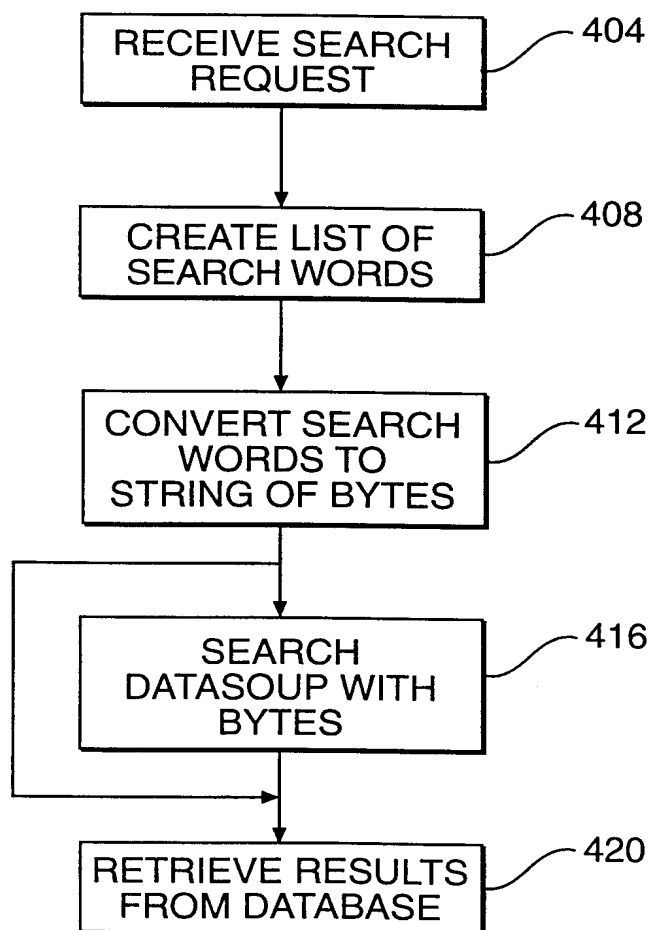 404
RECEIVE SEARCH
REQUEST
408
CREATE LIST OF
SEARCH WORDS
412
CONVERT SEARCH
WORDS TO
STRING OF BYTES
416
SEARCH
DATASOUP WITH
BYTES
420
RETRIEVE RESULTS
FROM DATABASE